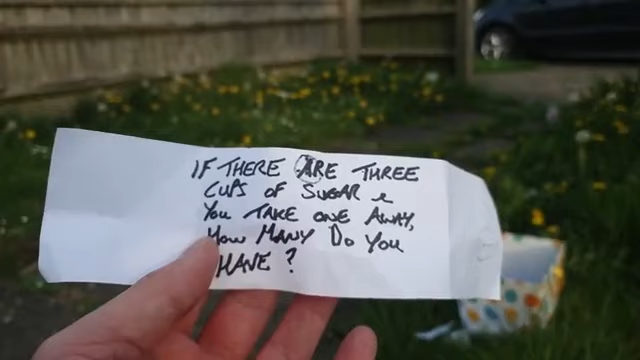 IF THERE ARE THREE
CUPS OF SUGAR &
YOU TAKE ONE AWAY,
HOW MANY DO YOU
HAVE?